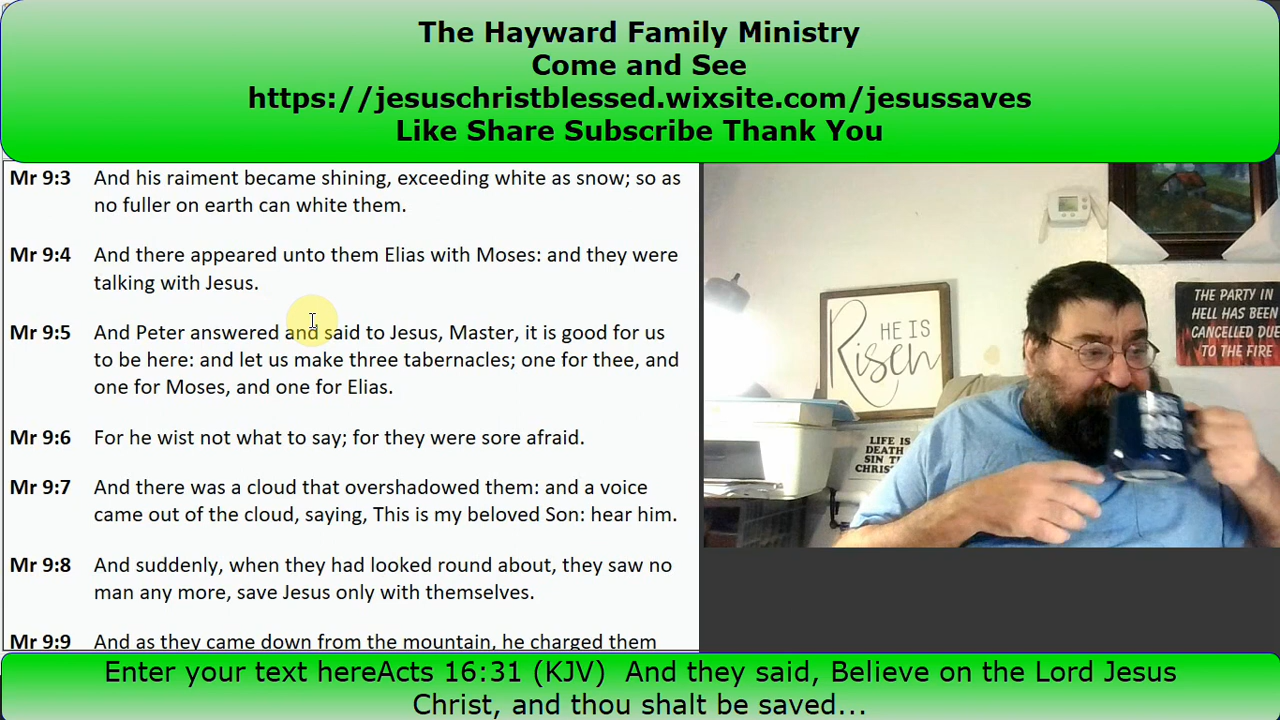 The Hayward Family Ministry
Come and See
https://jesuschristblessed.wixsite.com/jesussaves
Like Share Subscribe Thank You
Mr 9:3 And his raiment became shining, exceeding white as snow; so as
no fuller on earth can white them.
Mr 9:4 And there appeared unto them Elias with Moses: and they were
talking with Jesus.
Mr 9:5 And Peter answered and said to Jesus, Master, it is good for us
to be here: and let us make three tabernacles; one for thee, and
one for Moses, and one for Elias.
Mr 9:6 For he wist not what to say; for they were sore afraid.
Mr 9:7 And there was a cloud that overshadowed them: and a voice
came out of the cloud, saying, This is my beloved Son: hear him.
Mr 9:8 And suddenly, when they had looked round about, they saw no
man any more, save Jesus only with themselves.
Mr 9:9 And as they came down from the mountain, he charged them
HE IS
Risen
LIFE IS
DEATH
SIN
CHRIS
THE PARTY IN
HELL HAS BEEN
CANCELLED DUE
TO THE FIRE
Enter your text hereActs 16:31 (KJV) And they said, Believe on the Lord Jesus
Christ, and thou shalt be saved...